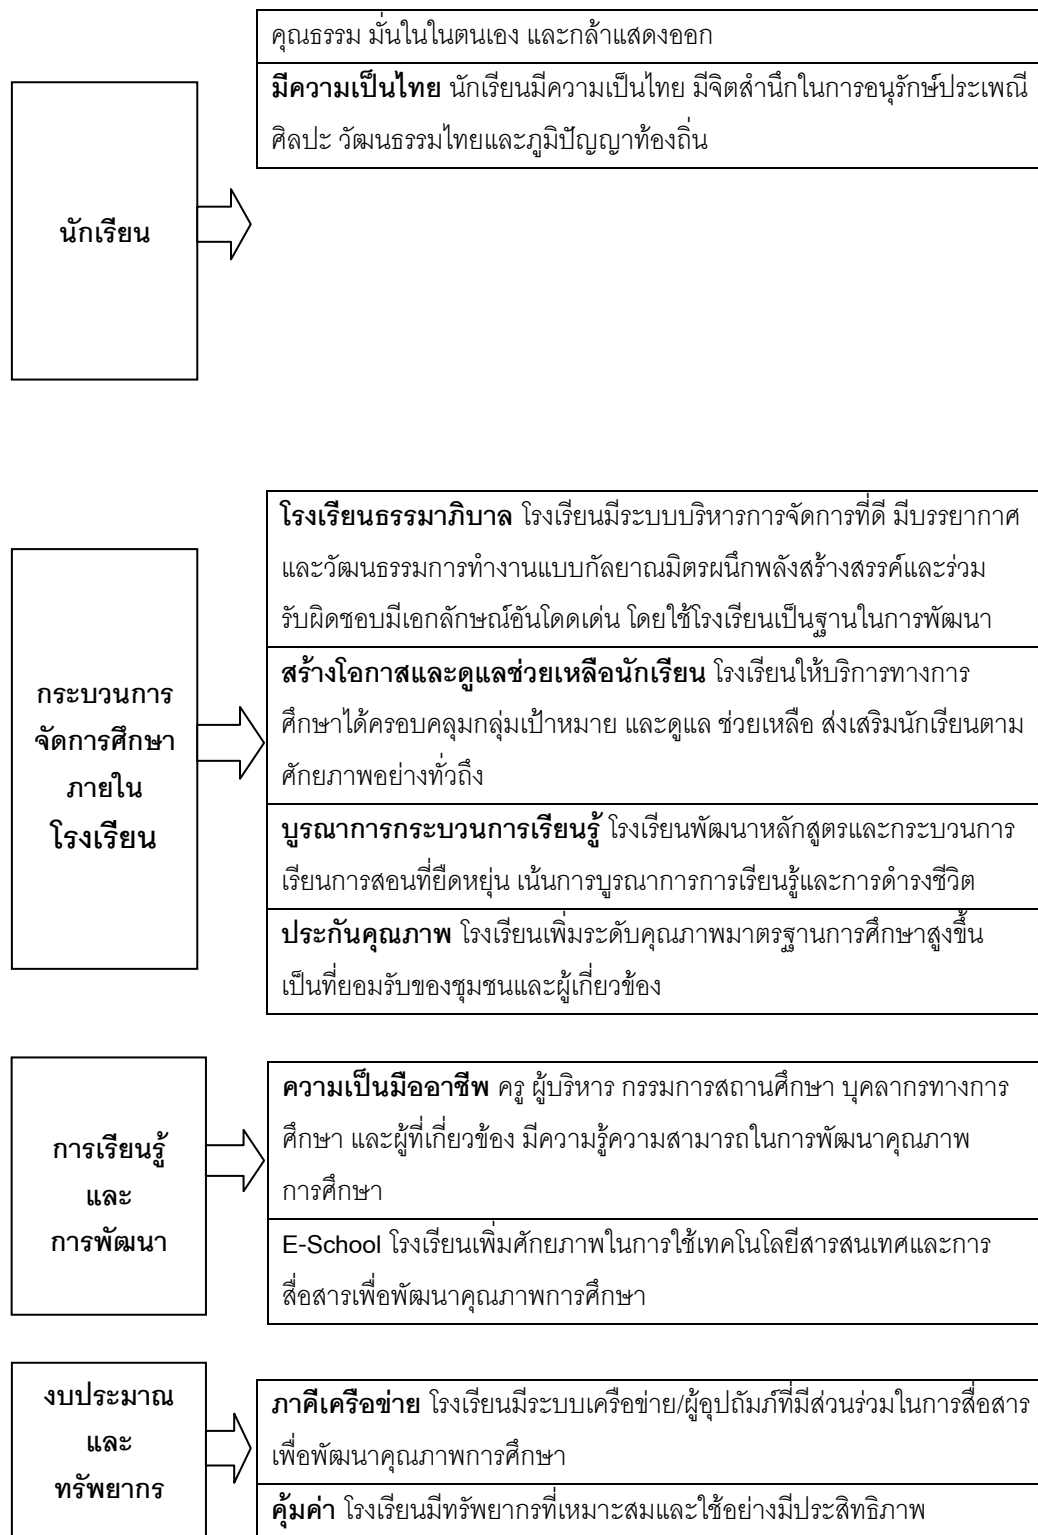 คุณธรรม มั่นในในตนเอง และกล้าแสดงออก
มีความเป็นไทย นักเรียนมีความเป็นไทย มีจิตสำนึกในการอนุรักษ์ประเพณี
ศิลปะ วัฒนธรรมไทยและภูมิปัญญาท้องถิ่น
นักเรียน
โรงเรียนธรรมาภิบาล โรงเรียนมีระบบบริหารการจัดการที่ดี มีบรรยากาศ
และวัฒนธรรมการทำงานแบบกัลยาณมิตรผนึกพลังสร้างสรรค์และร่วม
รับผิดชอบมีเอกลักษณ์อันโดดเด่น โดยใช้โรงเรียนเป็นฐานในการพัฒนา
สร้างโอกาสและดูแลช่วยเหลือนักเรียน โรงเรียนให้บริการทางการ
ศึกษาได้ครอบคลุมกลุ่มเป้าหมาย และดูแล ช่วยเหลือ ส่งเสริมนักเรียนตาม
ศักยภาพอย่างทั่วถึง
บูรณาการกระบวนการเรียนรู้ โรงเรียนพัฒนาหลักสูตรและกระบวนการ
เรียนการสอนที่ยืดหยุ่น เน้นการบูรณาการการเรียนรู้และการดำรงชีวิต
ประกันคุณภาพ โรงเรียนเพิ่มระดับคุณภาพมาตรฐานการศึกษาสูงขึ้น
เป็นที่ยอมรับของชุมชนและผู้เกี่ยวข้อง
กระบวนการ
จัดการศึกษา
ภายใน
โรงเรียน
ความเป็นมืออาชีพ ครู ผู้บริหาร กรรมการสถานศึกษา บุคลากรทางการ
ศึกษา และผู้ที่เกี่ยวข้อง มีความรู้ความสามารถในการพัฒนาคุณภาพ
การศึกษา
E-School โรงเรียนเพิ่มศักยภาพในการใช้เทคโนโลยีสารสนเทศและการ
สื่อสารเพื่อพัฒนาคุณภาพการศึกษา
การเรียนรู้
และ
การพัฒนา
งบประมาณ
และ
ทรัพยากร
ภาคีเครือข่าย โรงเรียนมีระบบเครือข่าย/ผู้อุปถัมภ์ที่มีส่วนร่วมในการสื่อสาร
เพื่อพัฒนาคุณภาพการศึกษา
คุ้มค่า โรงเรียนมีทรัพยากรที่เหมาะสมและใช้อย่างมีประสิทธิภาพ